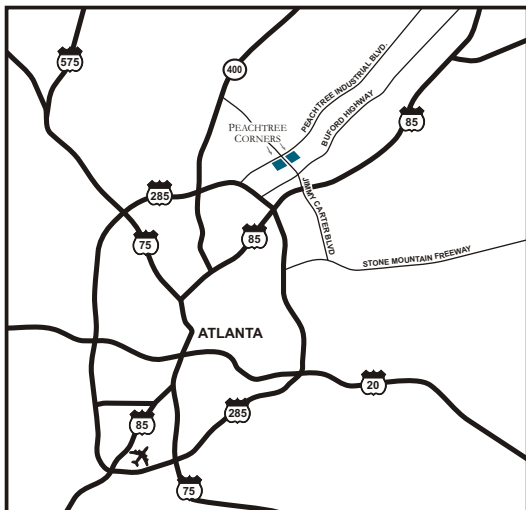 575
400
PEACHTREE INDUSTRIAL BLVD.
BUFORD HIGHWAY
85
PEACHTREE
CORNERS
285
JIMMY CARTER BLVD
75
85
STONE MOUNTAIN FREEWAY
ATLANTA
20
285
85
75